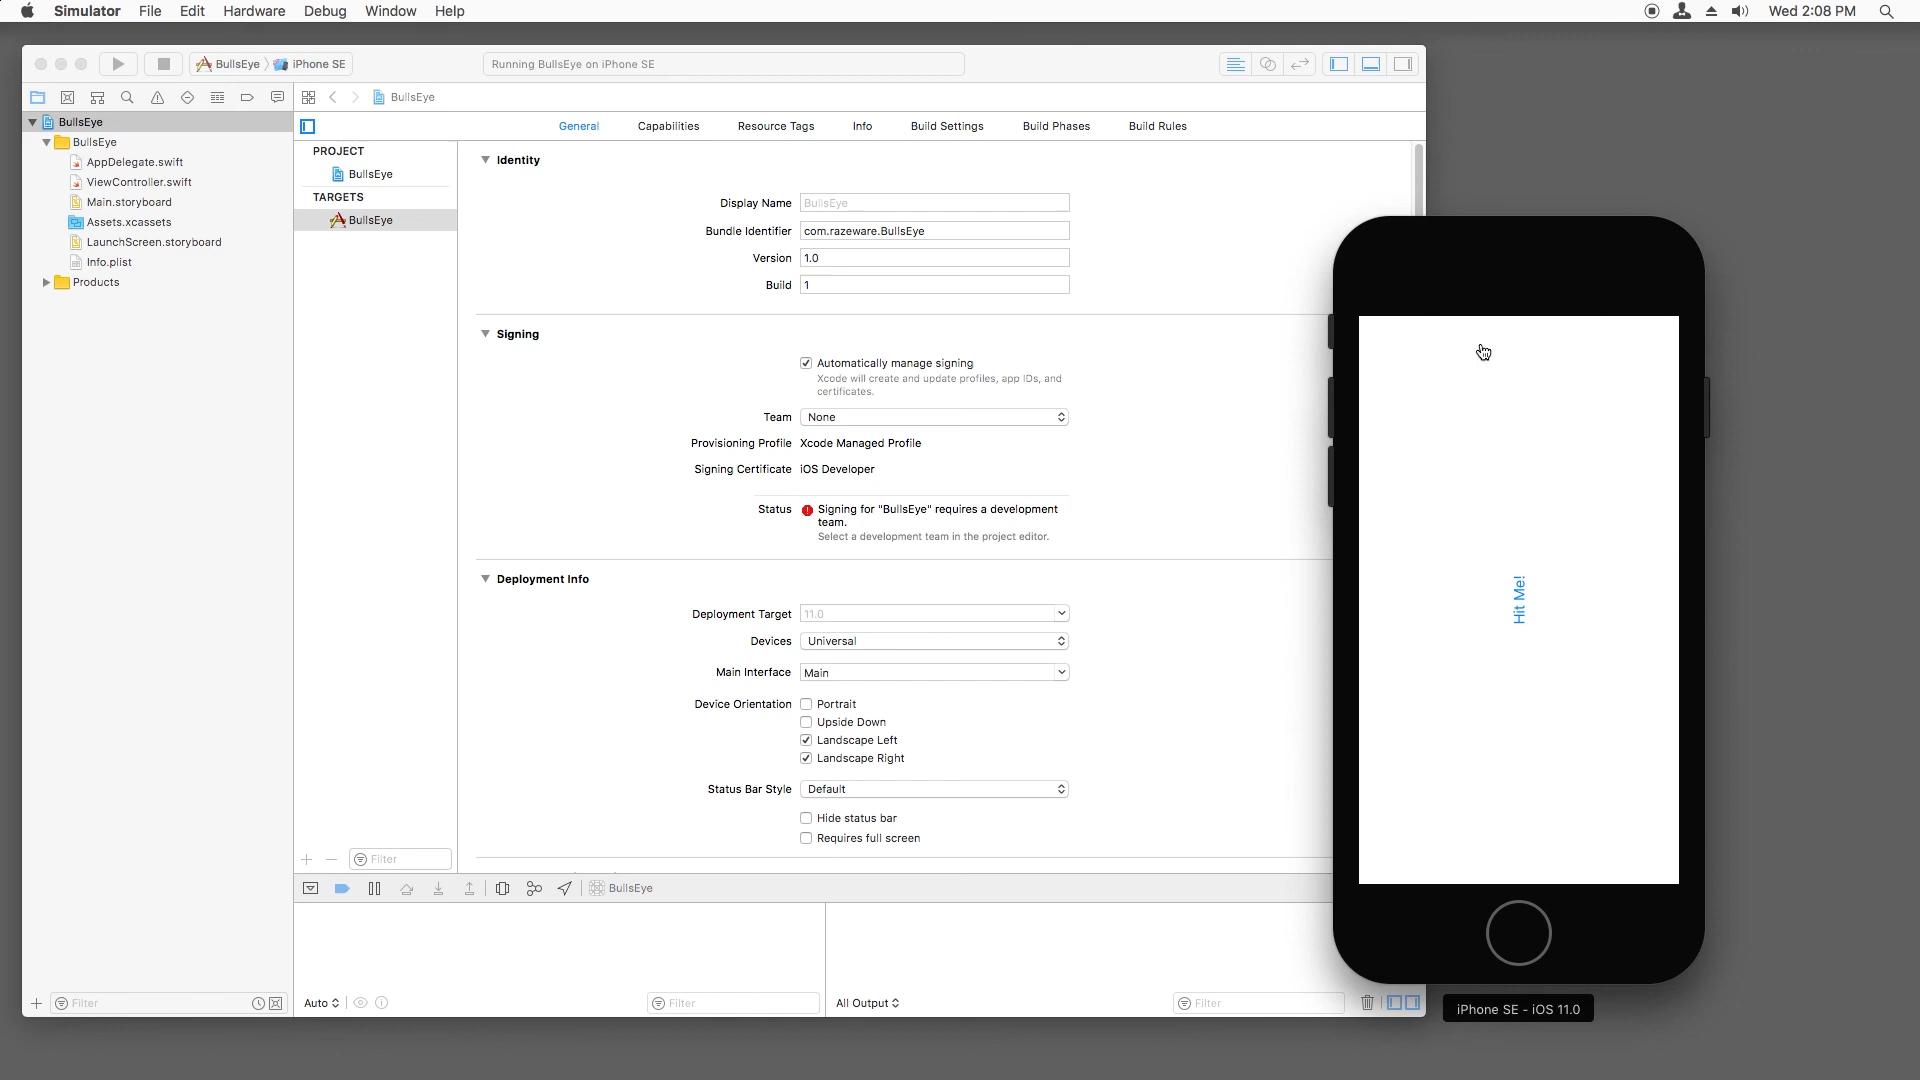 Simulator File Edit Hardware Debug Window Help Wed 2:08 PM
BullsEye iPhone SE Running BullsEye on iPhone SE
BullsEye
BullsEye
BullsEye
AppDelegate.swift
ViewController.swift
Main.storyboard
Assets.xcassets
LaunchScreen.storyboard
Info.plist
Products
Filter
General Capabilities Resource Tags Info Build Settings Build Phases Build Rules
PROJECT
BullsEye
TARGETS
BullsEye
Filter
Identity
Display Name BullsEye
Bundle Identifier com.razeware.BullsEye
Version 1.0
Build 1
Signing
Automatically manage signing
Xcode will create and update profiles, app IDs, and
certificates.
Team None
Provisioning Profile Xcode Managed Profile
Signing Certificate iOS Developer
Status Signing for "BullsEye" requires a development
team.
Select a development team in the project editor.
Deployment Info
Deployment Target 11.0
Devices Universal
Main Interface Main
Device Orientation Portrait
Upside Down
Landscape Left
Landscape Right
Status Bar Style Default
Hide status bar
Requires full screen
BullsEye
Auto Filter All Output Filter
Hit Me!
iPhone SE - iOS 11.0